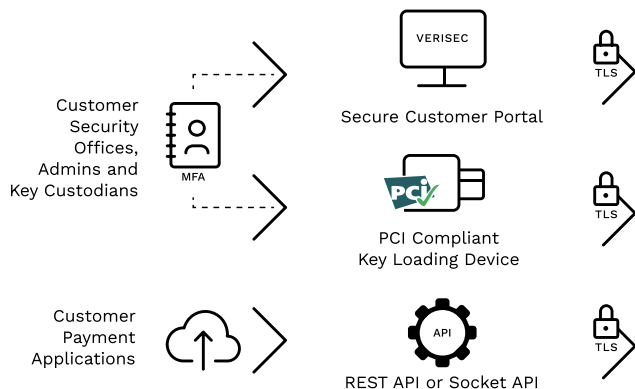 VERISEC
TLS
Secure Customer Portal
Customer
Security
Offices,
Admins and
Key Custodians
MFA
PCi
TLS
PCI Compliant
Key Loading Device
Customer
Payment
Applications
API
TLS
REST API or Socket API